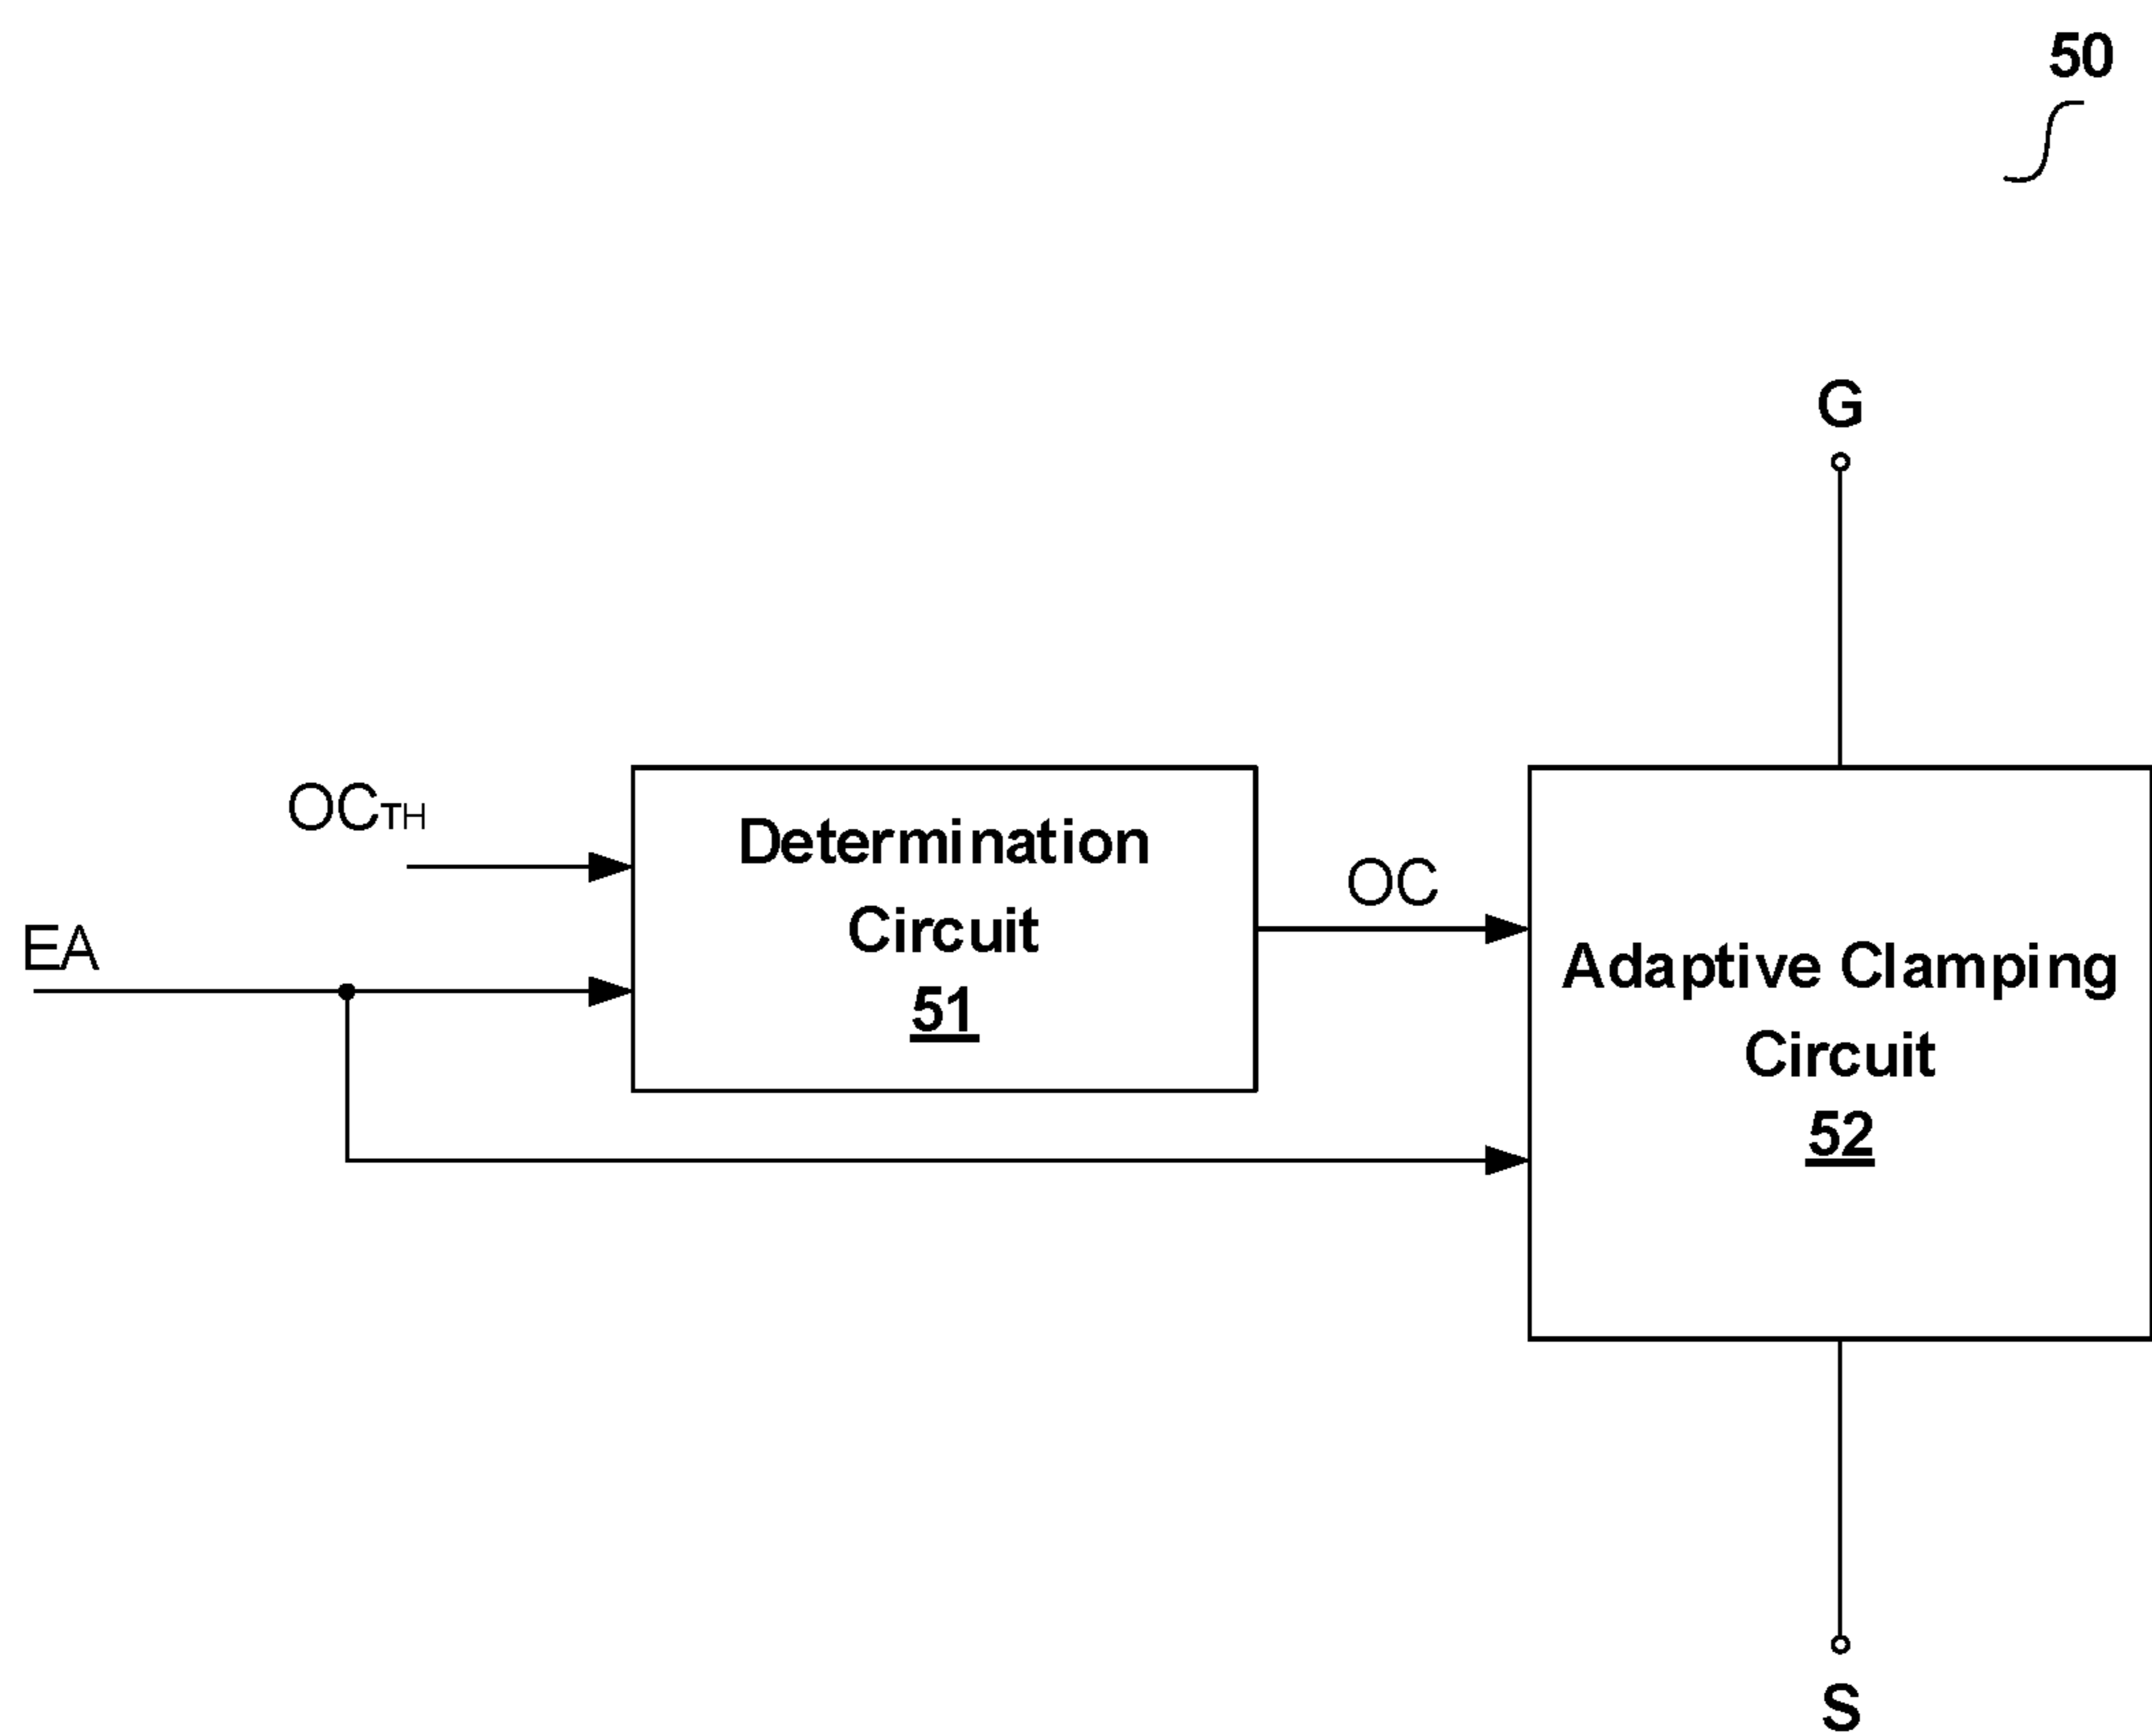 50
G
OCTH
Determination
Circuit
51
OC
EA
Adaptive Clamping
Circuit
52
S